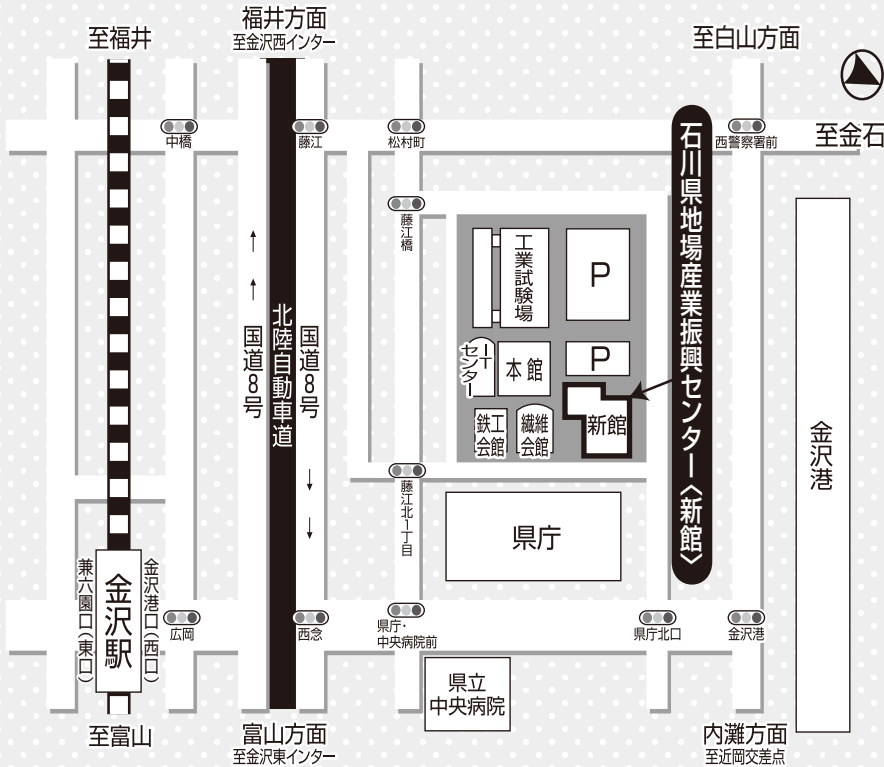 至福井
福井方面
至金沢西インター
至白山方面
中橋
藤江
松村町
西警察署前
至金石
藤江橋
石川県地場産業振興センター〈新館〉
工業試験場
P
P
ITセンター
本館
新館
鉄工
会館
繊維
会館
国道8号
北陸自動車道
国道8号
金沢港
藤江北1丁目
県庁
兼六園口(東口)
金沢駅
金沢港口(西口)
広岡
西念
県庁・
中央病院前
県庁北口
金沢港
県立
中央病院
至富山
富山方面
至金沢東インター
内灘方面
至近岡交差点